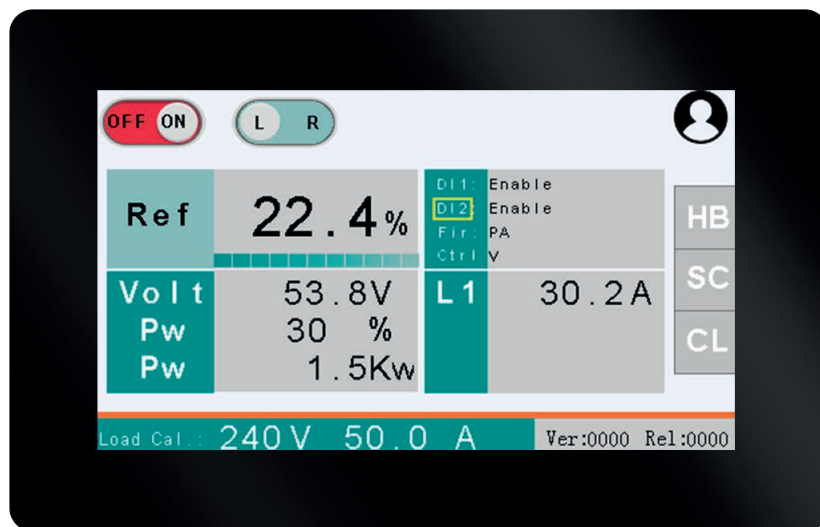 OFF ON
L R
Ref 22.4%
DI1: Enable
DI2: Enable
Fir: PA
Ctrl V
HB
SC
CL
Volt 53.8V
Pw 30 %
Pw 1.5Kw
L1 30.2A
Load Cal.: 240V 50.0 A
Ver:0000 Rel:0000